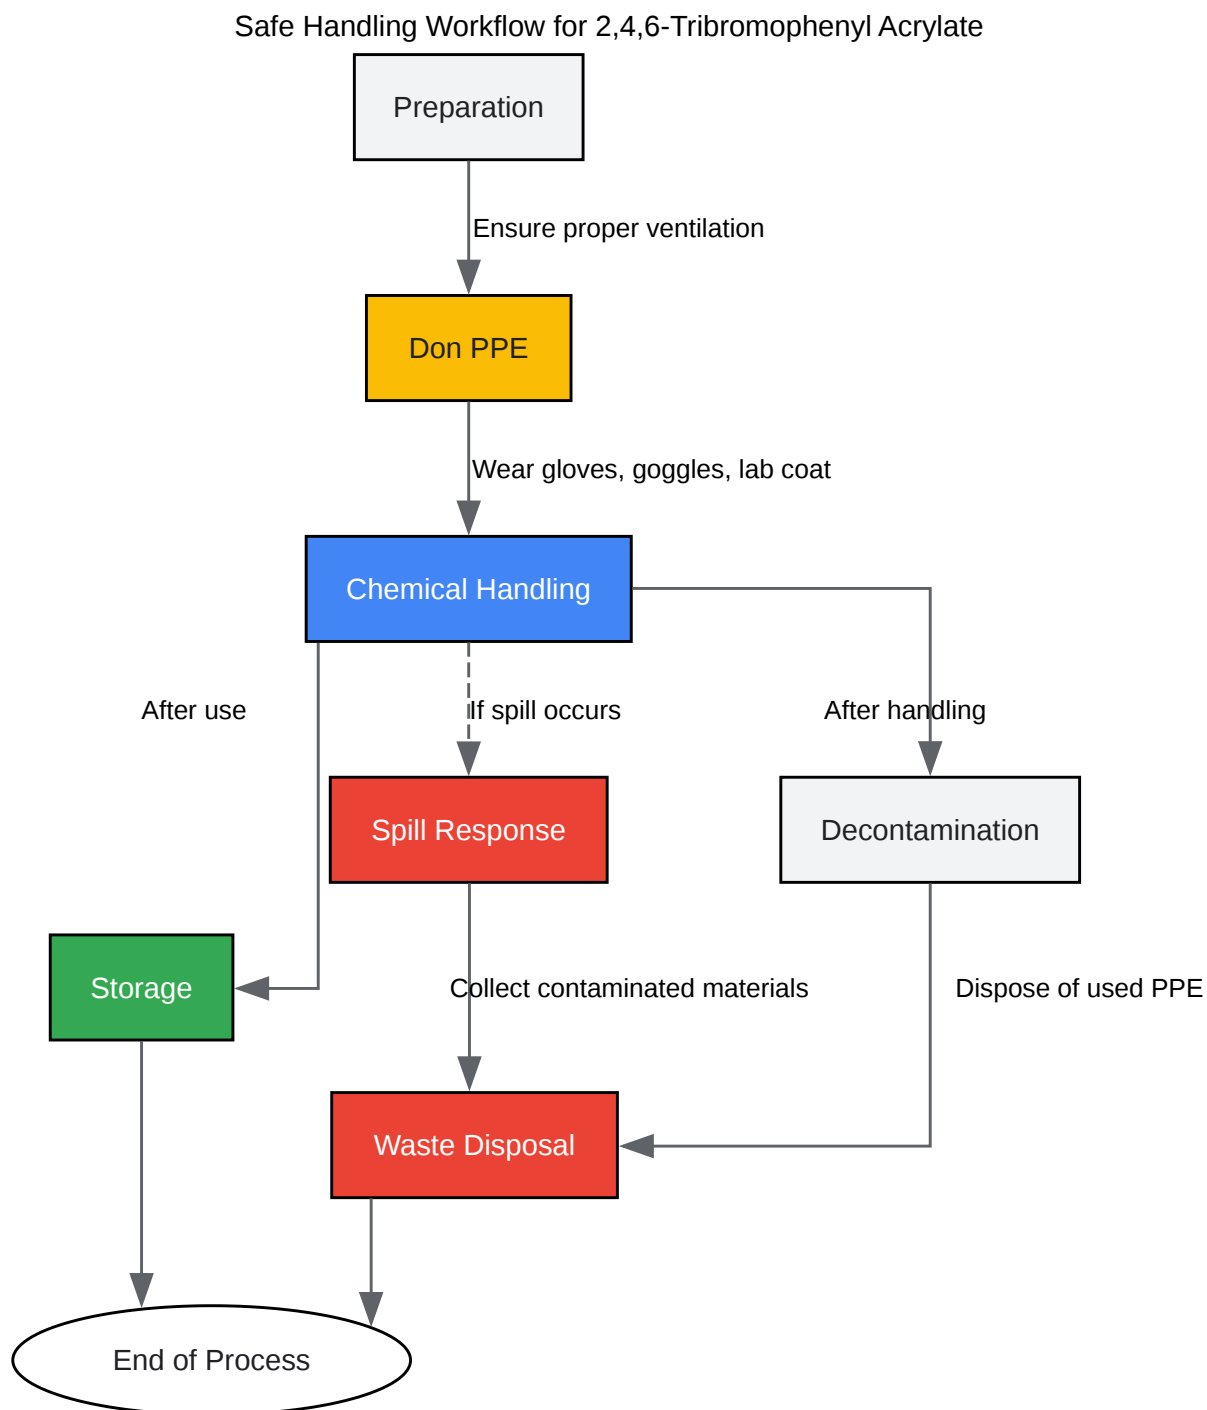 Safe Handling Workflow for 2,4,6-Tribromophenyl Acrylate
Preparation
Ensure proper ventilation
Don PPE
Wear gloves, goggles, lab coat
Chemical Handling
After use
If spill occurs
After handling
Spill Response
Decontamination
Storage
Collect contaminated materials
Dispose of used PPE
Waste Disposal
End of Process